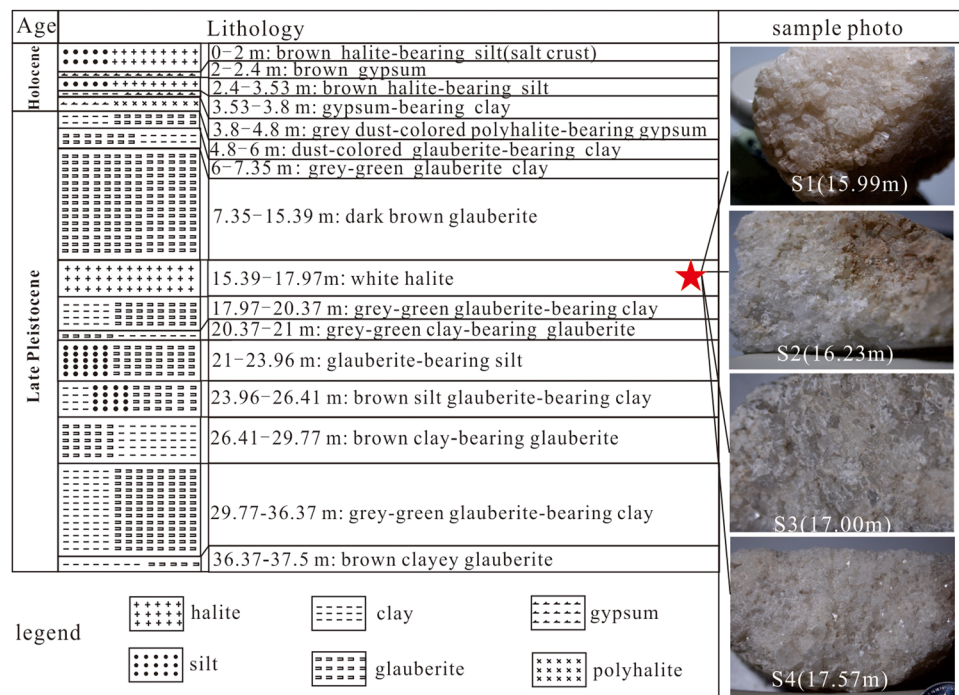 Age
Lithology
sample photo
Holocene
0-2 m: brown halite-bearing silt(salt crust)
2-2.4 m: brown gypsum
2.4-3.53 m: brown halite-bearing silt
3.53-3.8 m: gypsum-bearing clay
3.8-4.8 m: grey dust-colored polyhalite-bearing gypsum
4.8-6 m: dust-colored glauberite-bearing clay
6-7.35 m: grey-green glauberite clay
7.35-15.39 m: dark brown glauberite
15.39-17.97m: white halite
17.97-20.37 m: grey-green glauberite-bearing clay
20.37-21 m: grey-green clay-bearing glauberite
21-23.96 m: glauberite-bearing silt
23.96-26.41 m: brown silt glauberite-bearing clay
26.41-29.77 m: brown clay-bearing glauberite
29.77-36.37 m: grey-green glauberite-bearing clay
36.37-37.5 m: brown clayey glauberite
Late Pleistocene
S1(15.99m)
S2(16.23m)
S3(17.00m)
S4(17.57m)
legend
halite
clay
gypsum
silt
glauberite
polyhalite